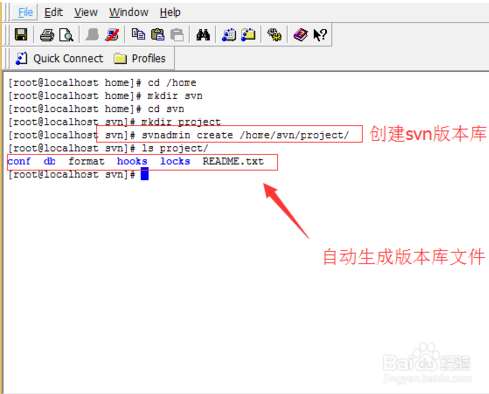 File Edit View Window Help
Quick Connect Profiles
[root@localhost home]# cd /home
[root@localhost home]# mkdir svn
[root@localhost home]# cd svn
[root@localhost svn]# mkdir project
[root@localhost svn]# svnadmin create /home/svn/project/
创建svn版本库
[root@localhost svn]# ls project/
conf db format hooks locks README.txt
[root@localhost svn]#
自动生成版本库文件
Baidu经验
jingyan.baidu.com